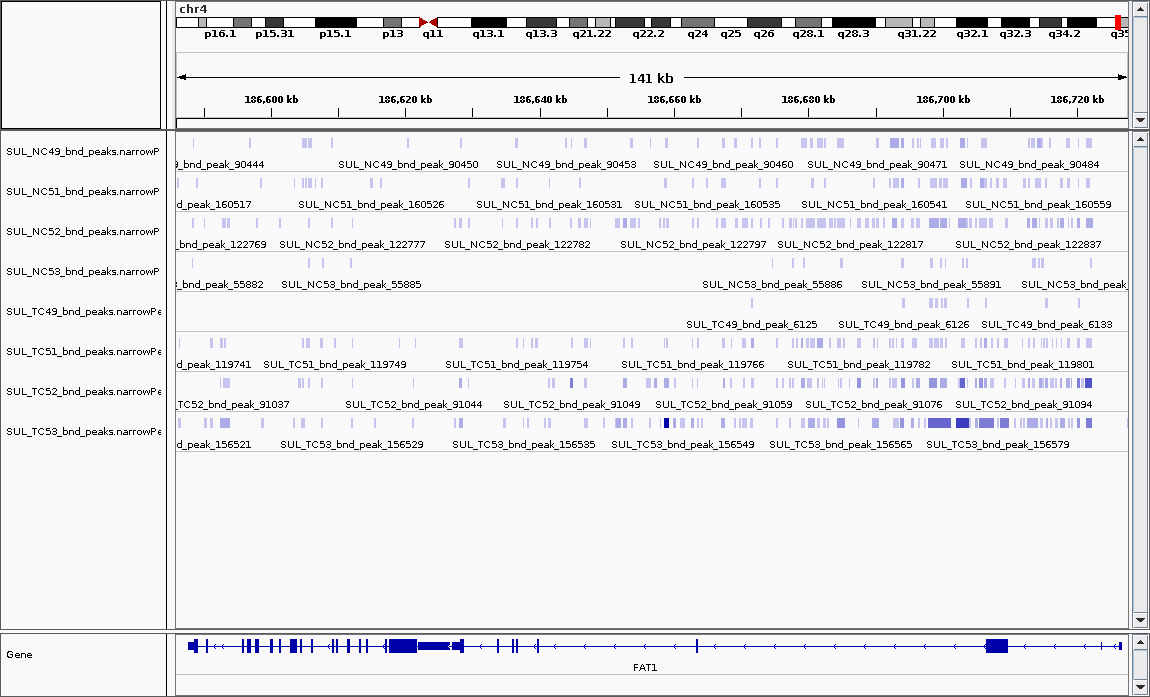 chr4
p16.1 p15.31 p15.1 p13 q11 q13.1 q13.3 q21.22 q22.2 q24 q25 q26 q28.1 q28.3 q31.22 q32.1 q32.3 q34.2 q35
141 kb
186,600 kb 186,620 kb 186,640 kb 186,660 kb 186,680 kb 186,700 kb 186,720 kb
SUL_NC49_bnd_peaks.narrowP
9_bnd_peak_90444 SUL_NC49_bnd_peak_90450 SUL_NC49_bnd_peak_90453 SUL_NC49_bnd_peak_90460 SUL_NC49_bnd_peak_90471 SUL_NC49_bnd_peak_90484
SUL_NC51_bnd_peaks.narrowP
d_peak_160517 SUL_NC51_bnd_peak_160526 SUL_NC51_bnd_peak_160531 SUL_NC51_bnd_peak_160535 SUL_NC51_bnd_peak_160541 SUL_NC51_bnd_peak_160559
SUL_NC52_bnd_peaks.narrowP
_bnd_peak_122769 SUL_NC52_bnd_peak_122777 SUL_NC52_bnd_peak_122782 SUL_NC52_bnd_peak_122797 SUL_NC52_bnd_peak_122817 SUL_NC52_bnd_peak_122837
SUL_NC53_bnd_peaks.narrowP
_bnd_peak_55882 SUL_NC53_bnd_peak_55885 SUL_NC53_bnd_peak_55886 SUL_NC53_bnd_peak_55891 SUL_NC53_bnd_peak_
SUL_TC49_bnd_peaks.narrowPe
SUL_TC49_bnd_peak_6125 SUL_TC49_bnd_peak_6126 SUL_TC49_bnd_peak_6133
SUL_TC51_bnd_peaks.narrowPe
d_peak_119741 SUL_TC51_bnd_peak_119749 SUL_TC51_bnd_peak_119754 SUL_TC51_bnd_peak_119766 SUL_TC51_bnd_peak_119782 SUL_TC51_bnd_peak_119801
SUL_TC52_bnd_peaks.narrowPe
_TC52_bnd_peak_91037 SUL_TC52_bnd_peak_91044 SUL_TC52_bnd_peak_91049 SUL_TC52_bnd_peak_91059 SUL_TC52_bnd_peak_91076 SUL_TC52_bnd_peak_91094
SUL_TC53_bnd_peaks.narrowPe
d_peak_156521 SUL_TC53_bnd_peak_156529 SUL_TC53_bnd_peak_156535 SUL_TC53_bnd_peak_156549 SUL_TC53_bnd_peak_156565 SUL_TC53_bnd_peak_156579
Gene
FAT1